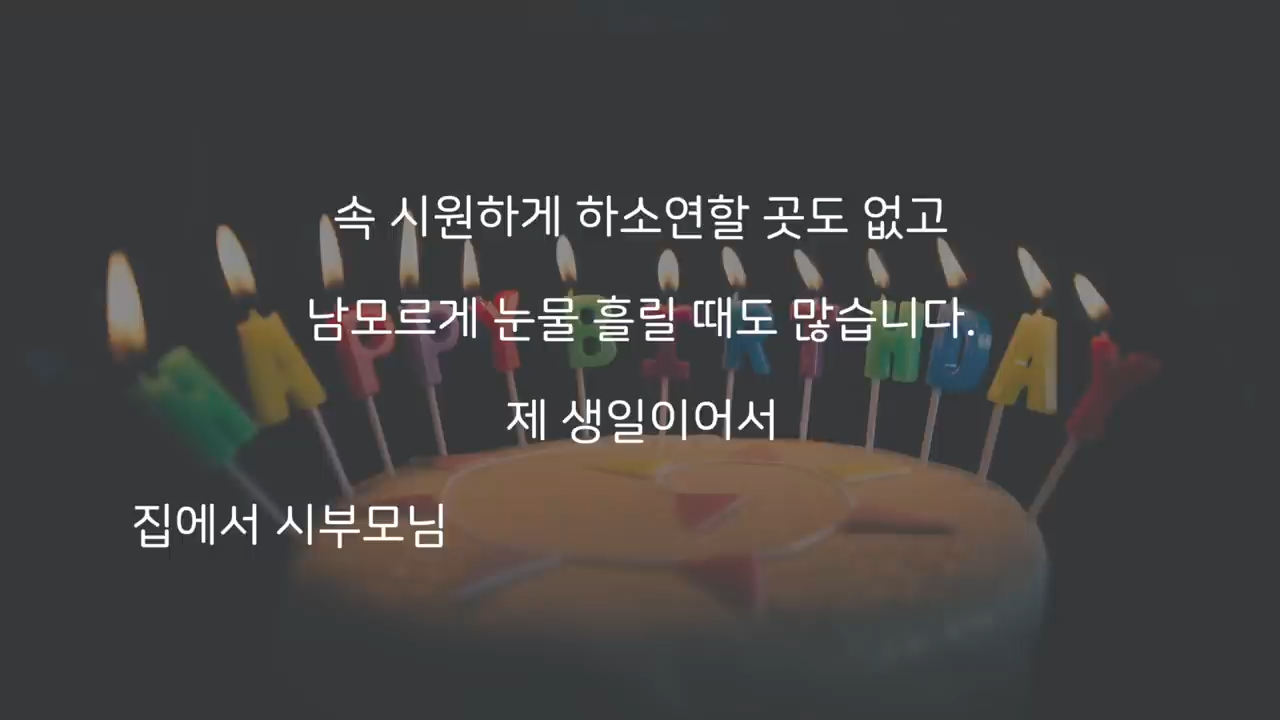 속 시원하게 하소연할 곳도 없고
HAPPY BIRTHDAY
남모르게 눈물 흘릴 때도 많습니다.
제 생일이어서
집에서 시부모님